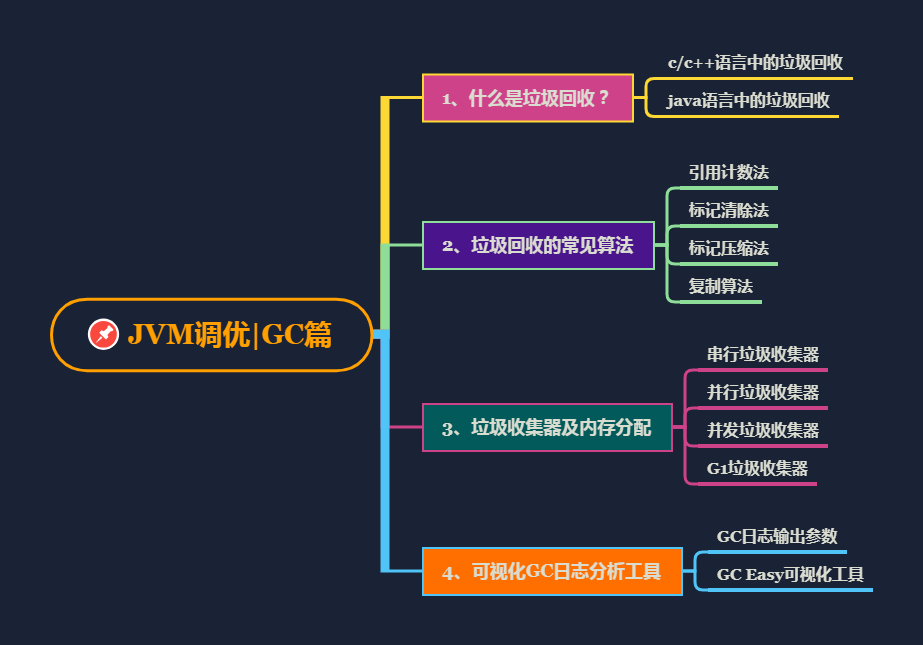 JVM调优|GC篇
1、什么是垃圾回收？
c/c++语言中的垃圾回收
java语言中的垃圾回收
2、垃圾回收的常见算法
引用计数法
标记清除法
标记压缩法
复制算法
3、垃圾收集器及内存分配
串行垃圾收集器
并行垃圾收集器
并发垃圾收集器
G1垃圾收集器
4、可视化GC日志分析工具
GC日志输出参数
GC Easy可视化工具